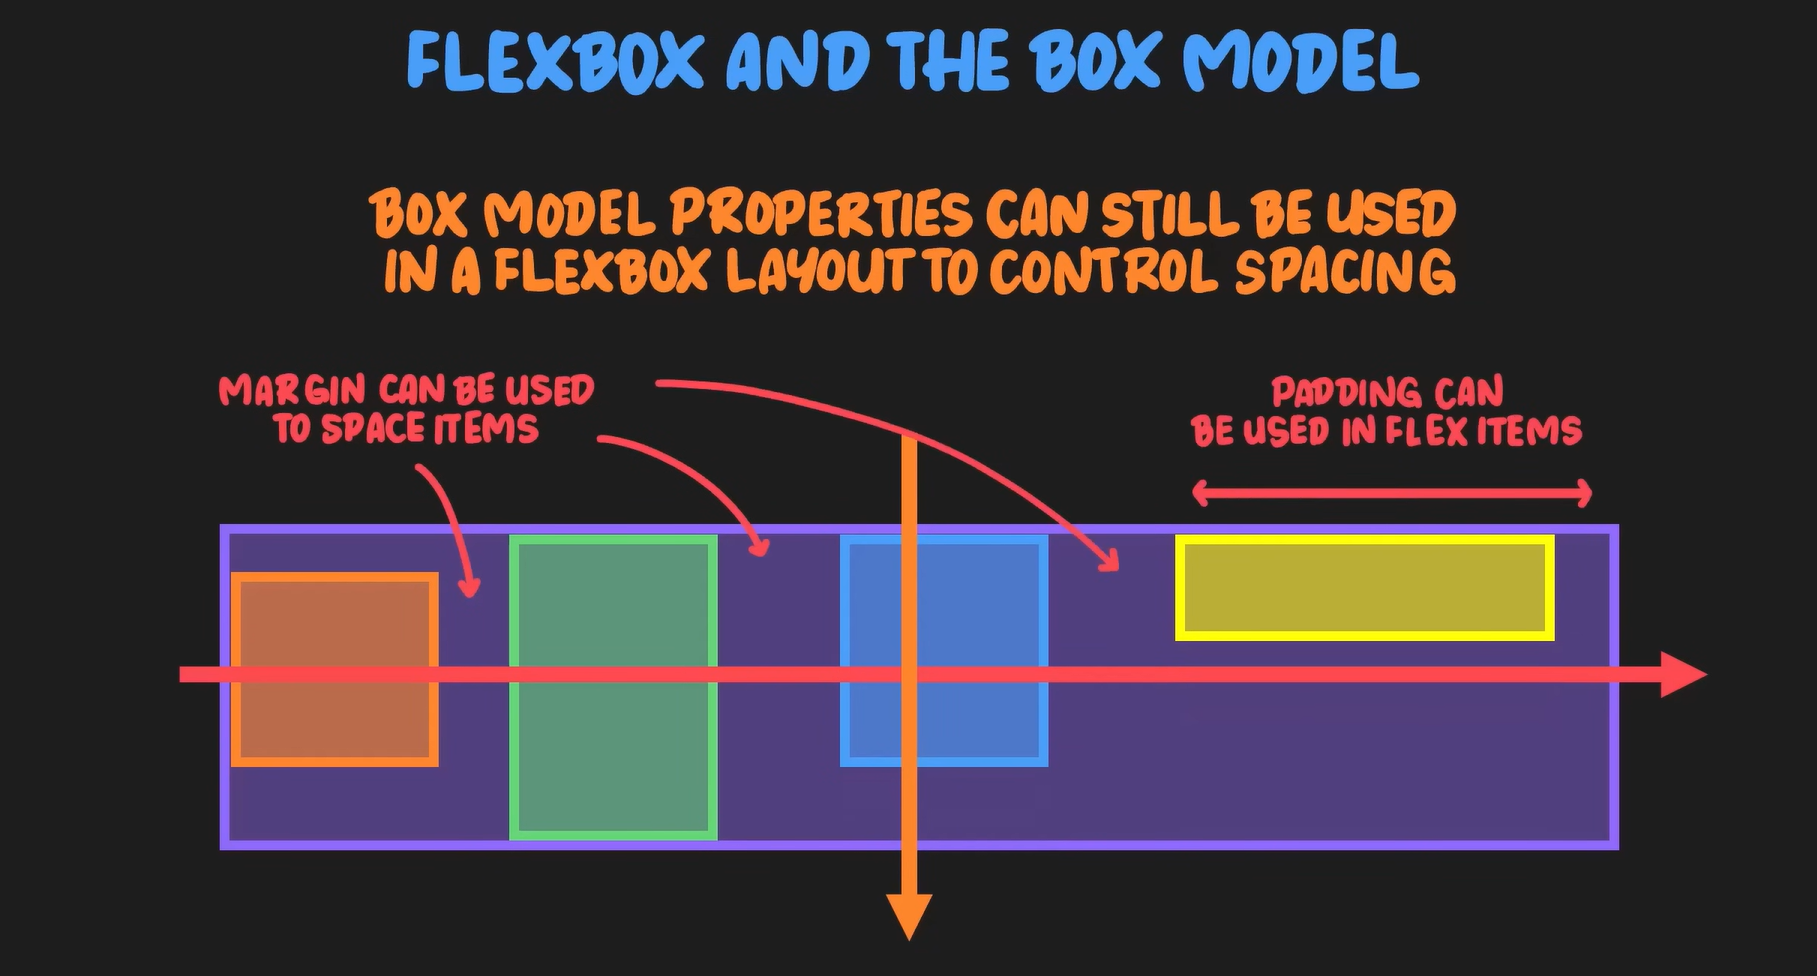 FLEXBOX AND THE BOX MODEL
BOX MODEL PROPERTIES CAN STILL BE USED
IN A FLEXBOX LAYOUT TO CONTROL SPACING
MARGIN CAN BE USED
TO SPACE ITEMS
PADDING CAN
BE USED IN FLEX ITEMS